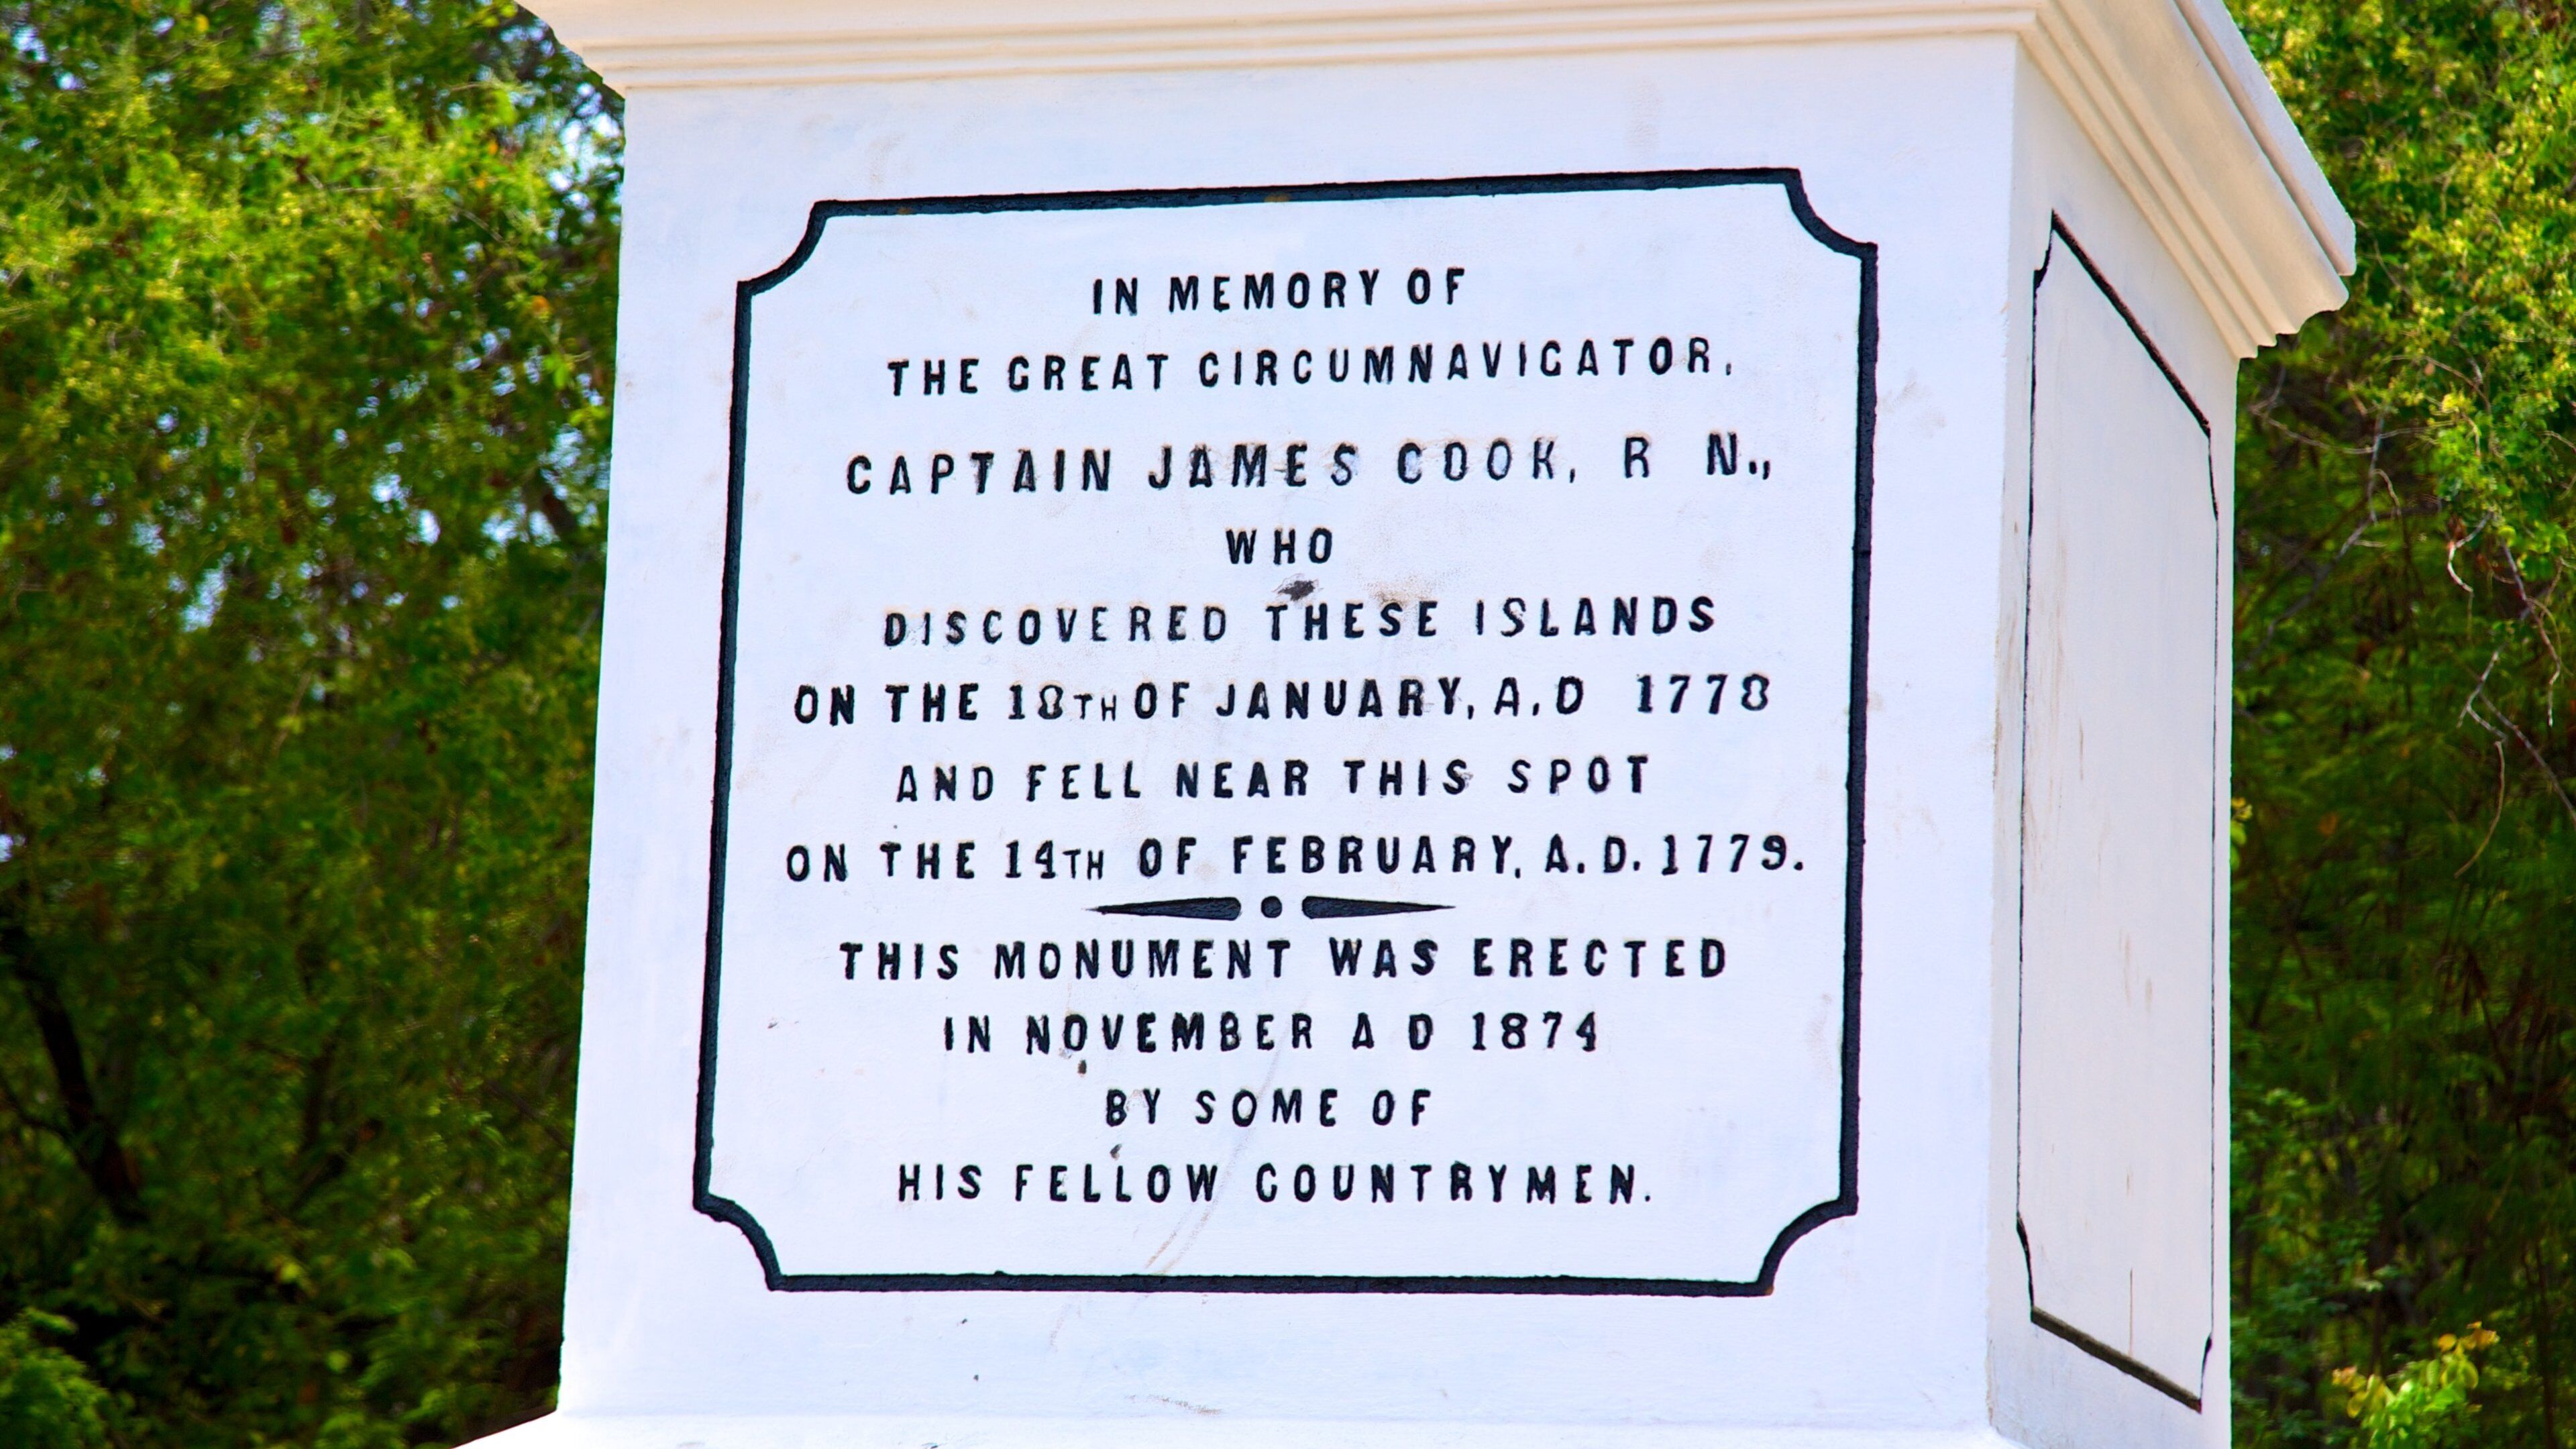 IN MEMORY OF
THE GREAT CIRCUMNAVIGATOR,
CAPTAIN JAMES COOK, R N.,
WHO
DISCOVERED THESE ISLANDS
ON THE 18TH OF JANUARY, A.D 1778
AND FELL NEAR THIS SPOT
ON THE 14TH OF FEBRUARY, A.D. 1779.
THIS MONUMENT WAS ERECTED
IN NOVEMBER A D 1874
BY SOME OF
HIS FELLOW COUNTRYMEN.